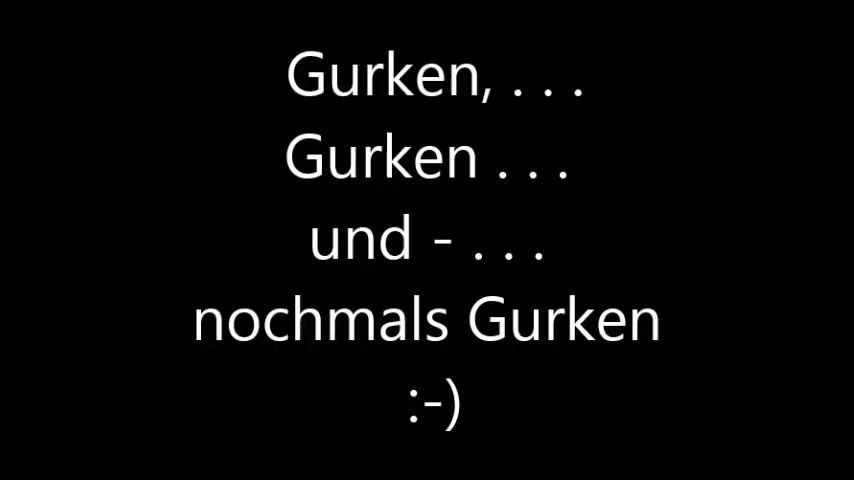 Gurken, . . .
Gurken . . .
und - . . .
nochmals Gurken
:-)